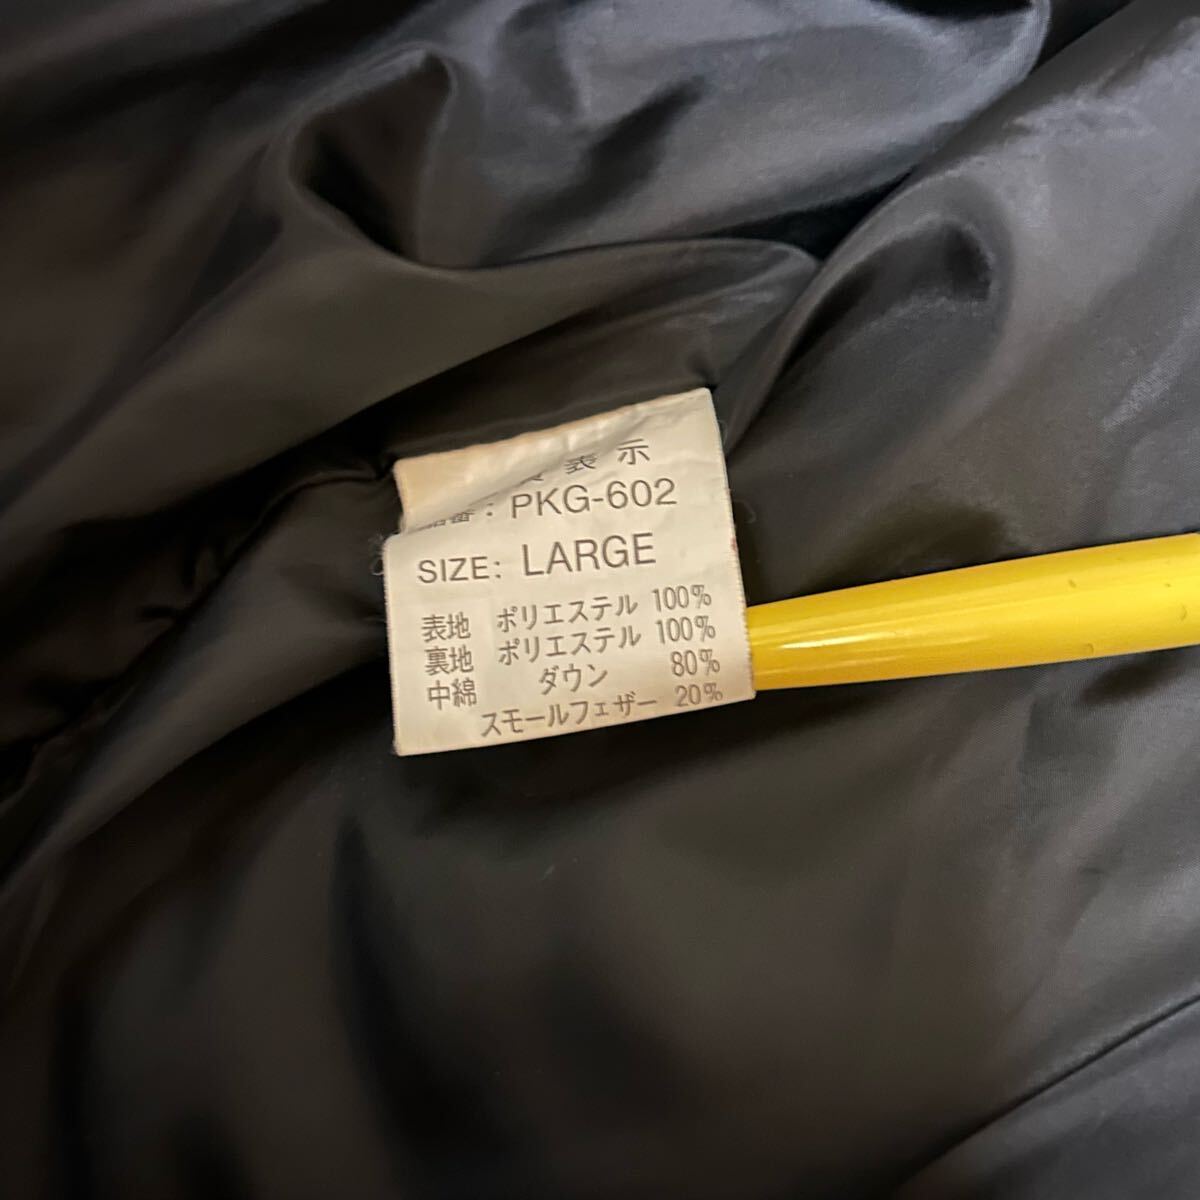 表示
品番: PKG-602
SIZE: LARGE
表地 ポリエステル 100%
裏地 ポリエステル 100%
中綿 ダウン 80%
スモールフェザー 20%